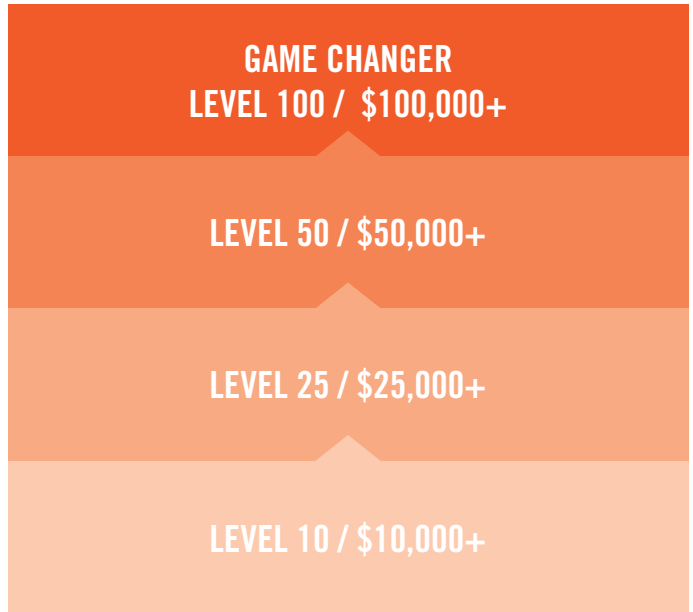 GAME CHANGER
LEVEL 100 / $100,000+
LEVEL 50 / $50,000+
LEVEL 25 / $25,000+
LEVEL 10 / $10,000+